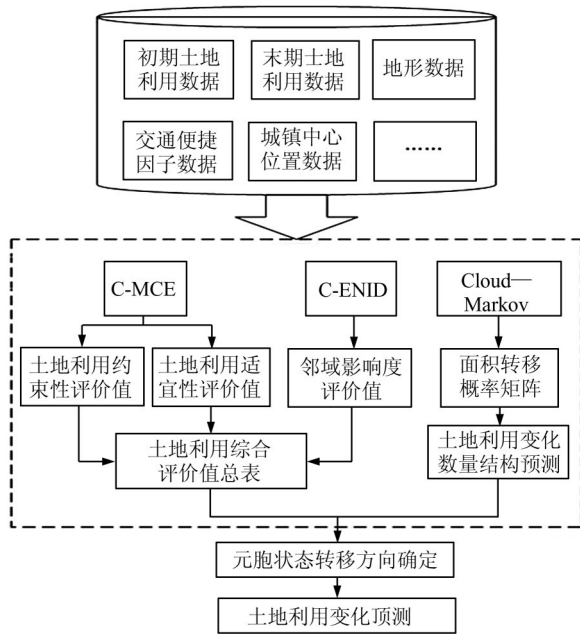 初期土地
利用数据
末期士地
利用数据
地形数据
交通便捷
因子数据
城镇中心
位置数据
······
C-MCE
C-ENID
Cloud—
Markov
土地利用约
束性评价值
土地利用适
宜性评价值
邻域影响度
评价值
面积转移
概率矩阵
土地利用综合
评价值总表
土地利用变化
数量结构预测
元胞状态转移方向确定
土地利用变化顶测